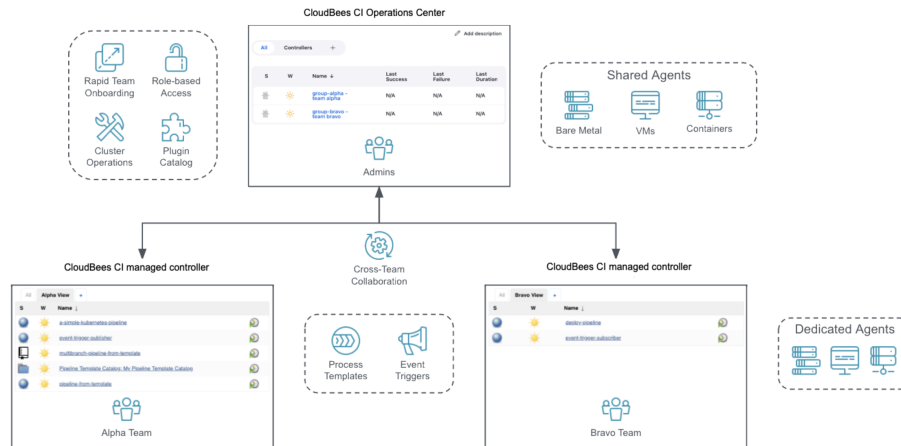 CloudBees CI Operations Center
Add description
All Controllers +
S W Name ↓ Last Success Last Failure Last Duration
group-alpha - team alpha N/A N/A N/A
group-bravo - team bravo N/A N/A N/A
Admins
Rapid Team Onboarding
Role-based Access
Cluster Operations
Plugin Catalog
Shared Agents
Bare Metal
VMs
Containers
Cross-Team Collaboration
CloudBees CI managed controller
All Alpha View +
S W Name ↓
a-simple-kubernetes-pipeline
event-trigger-publisher
multibranch-pipeline-from-template
Pipeline Template Catalog: My Pipeline Template Catalog
pipeline-from-template
Alpha Team
Process Templates
Event Triggers
CloudBees CI managed controller
All Bravo View +
S W Name ↓
deploy-pipeline
event-trigger-subscriber
Bravo Team
Dedicated Agents